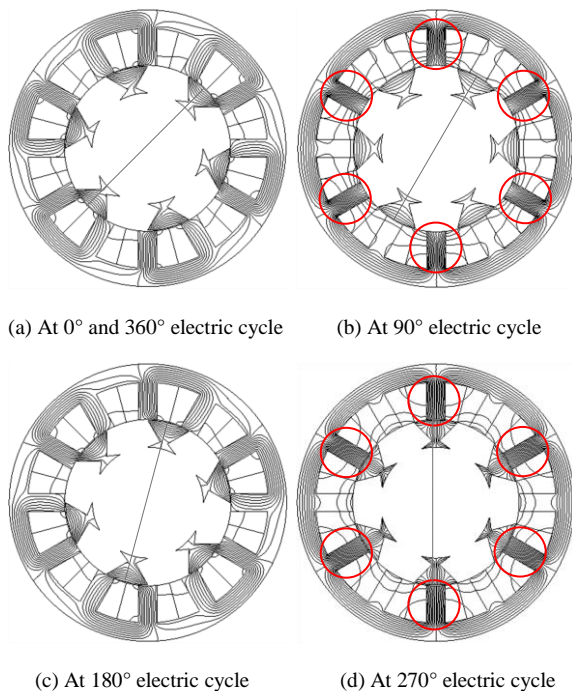 (a) At 0° and 360° electric cycle
(b) At 90° electric cycle
(c) At 180° electric cycle
(d) At 270° electric cycle